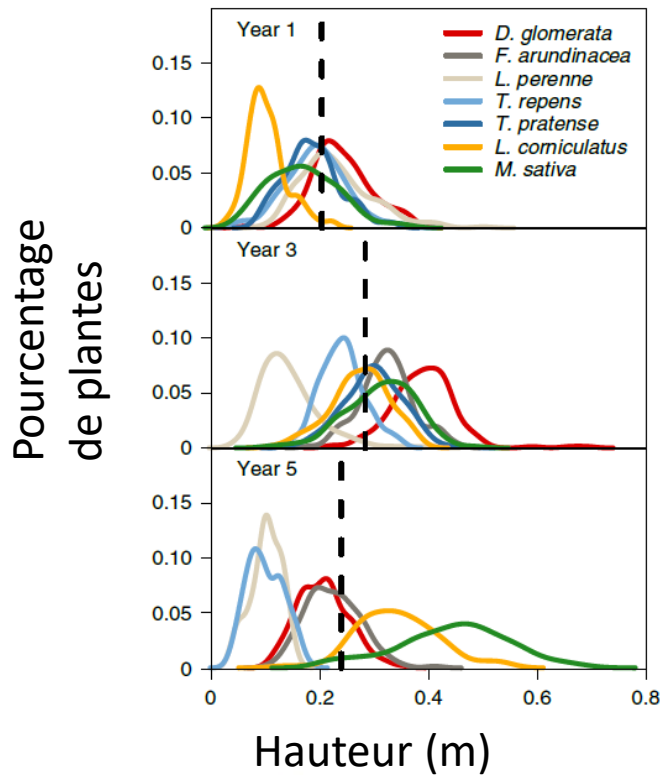 Year 1
D. glomerata
F. arundinacea
L. perenne
T. repens
T. pratense
L. corniculatus
M. sativa
0.15
0.10
0.05
0
Year 3
0.15
0.10
0.05
0
Year 5
0.15
0.10
0.05
0
0 0.2 0.4 0.6 0.8
Pourcentage
de plantes
Hauteur (m)